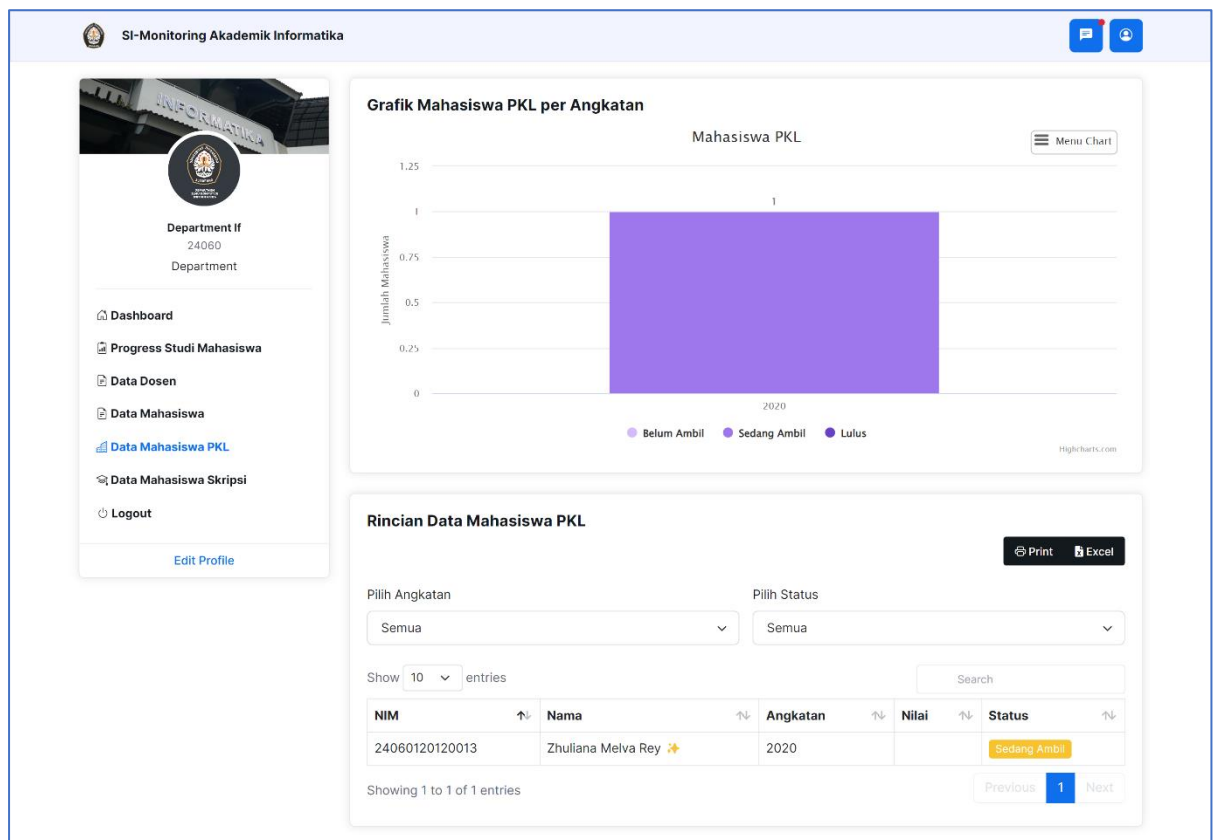 SI-Monitoring Akademik Informatika
INFORMATIKA
Department If
24060
Department
Dashboard
Progress Studi Mahasiswa
Data Dosen
Data Mahasiswa
Data Mahasiswa PKL
Data Mahasiswa Skripsi
Logout
Edit Profile
Grafik Mahasiswa PKL per Angkatan
Mahasiswa PKL
Menu Chart
Jumlah Mahasiswa
1.25
1
0.75
0.5
0.25
0
1
2020
Belum Ambil Sedang Ambil Lulus
Highcharts.com
Rincian Data Mahasiswa PKL
Print Excel
Pilih Angkatan Pilih Status
Semua Semua
Show 10 entries Search
NIM Nama Angkatan Nilai Status
24060120120013 Zhuliana Melva Rey ✨ 2020 Sedang Ambil
Showing 1 to 1 of 1 entries Previous 1 Next